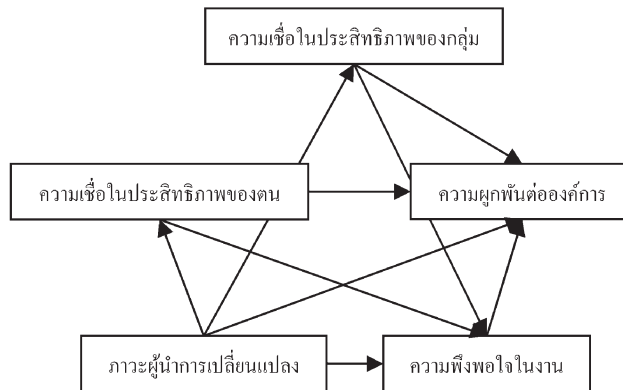 ความเชื่อในประสิทธิภาพของกลุ่ม
ความเชื่อในประสิทธิภาพของตน
ความผูกพันต่อองค์การ
ภาวะผู้นำการเปลี่ยนแปลง
ความพึงพอใจในงาน